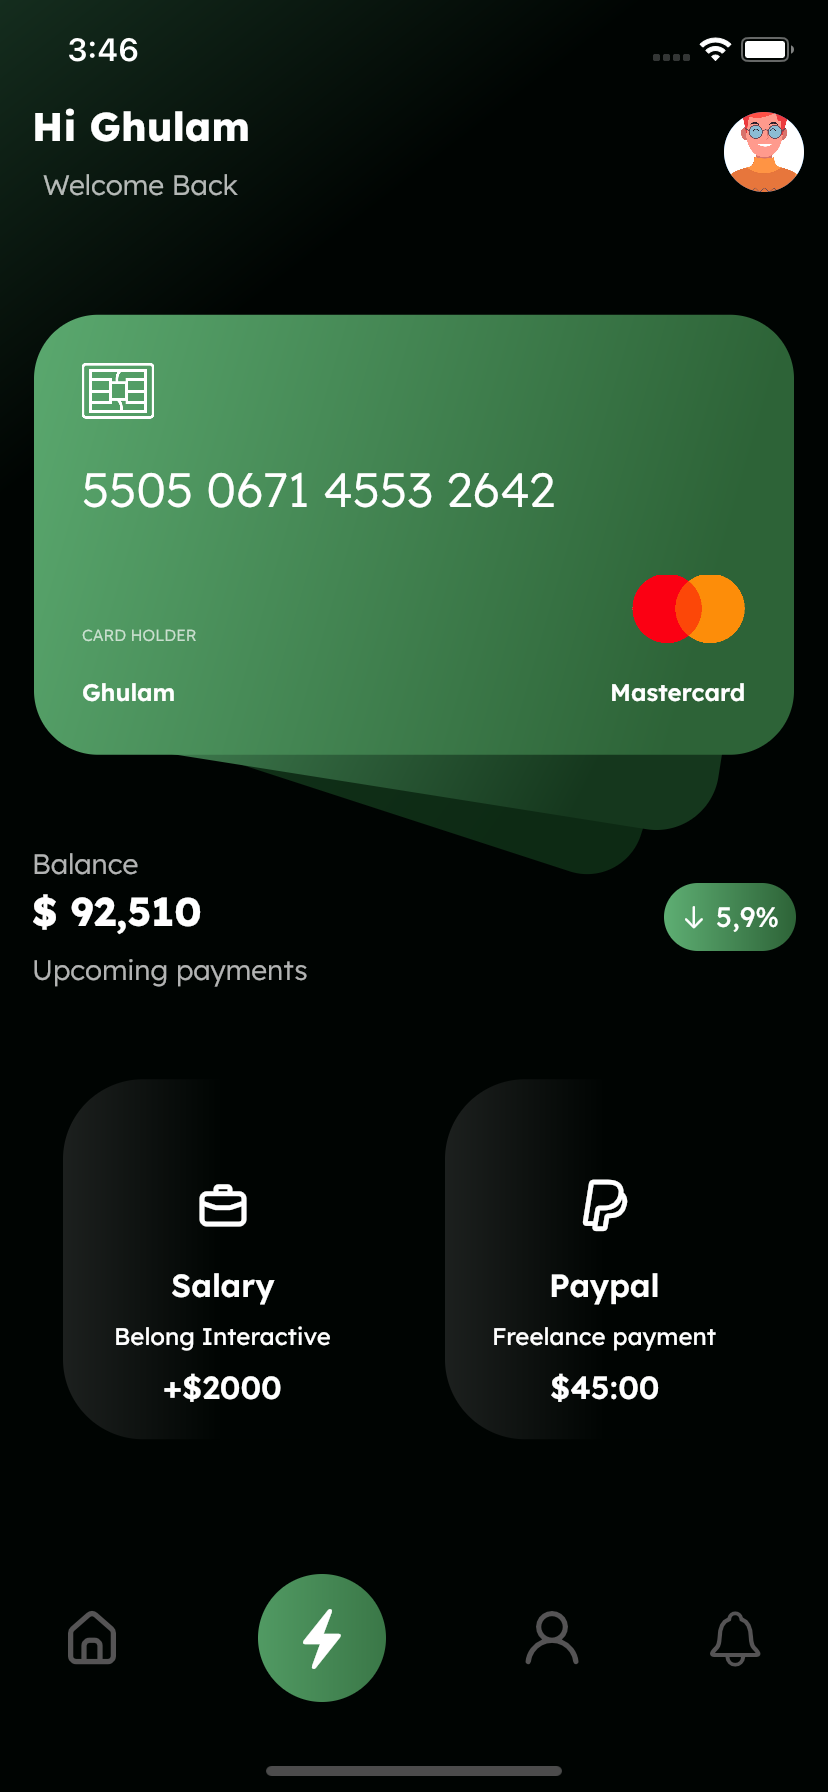 3:46
Hi Ghulam
Welcome Back
5505 0671 4553 2642
CARD HOLDER
Ghulam
Mastercard
Balance
$ 92,510
↓ 5,9%
Upcoming payments
Salary
Belong Interactive
+$2000
Paypal
Freelance payment
$45:00